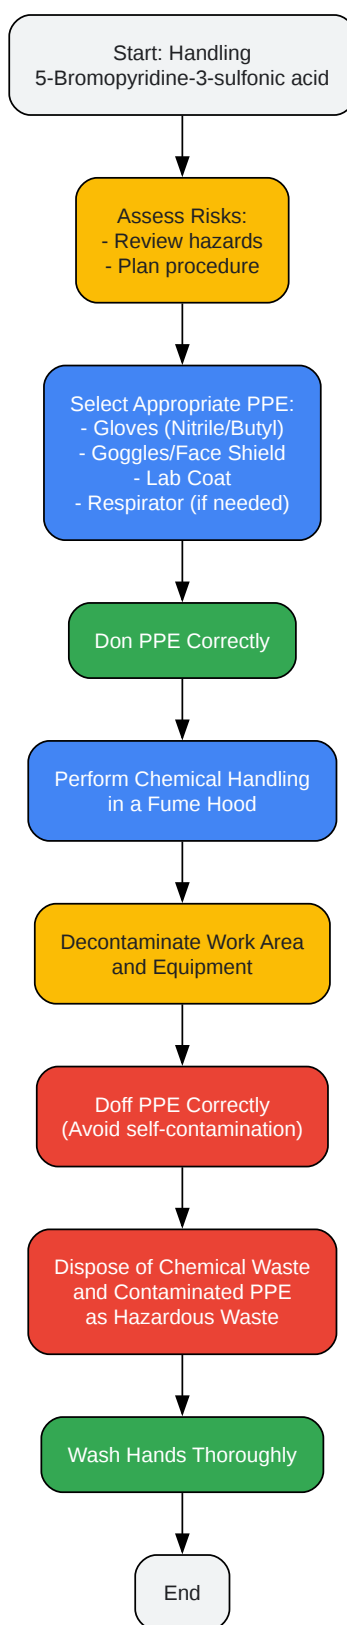 Start: Handling
5-Bromopyridine-3-sulfonic acid
Assess Risks:
- Review hazards
- Plan procedure
Select Appropriate PPE:
- Gloves (Nitrile/Butyl)
- Goggles/Face Shield
- Lab Coat
- Respirator (if needed)
Don PPE Correctly
Perform Chemical Handling
in a Fume Hood
Decontaminate Work Area
and Equipment
Doff PPE Correctly
(Avoid self-contamination)
Dispose of Chemical Waste
and Contaminated PPE
as Hazardous Waste
Wash Hands Thoroughly
End